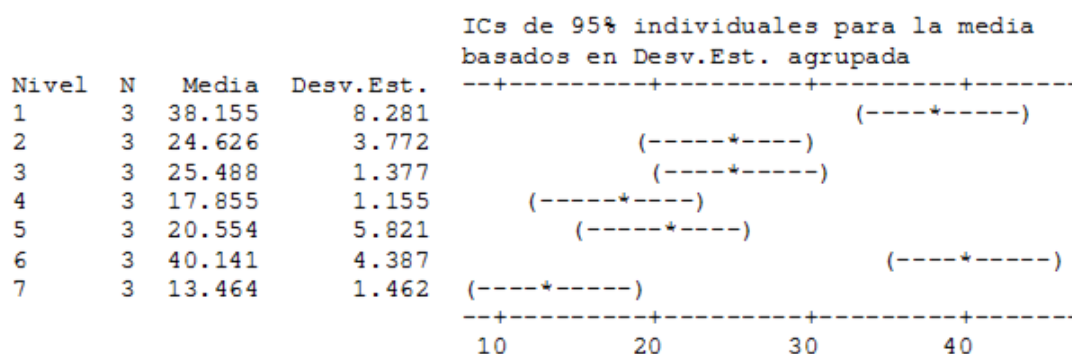 ICs de 95% individuales para la media
basados en Desv.Est. agrupada
Nivel  N   Media  Desv.Est.  --+---------+---------+---------+-------
1      3  38.155      8.281                           (----*-----)
2      3  24.626      3.772             (-----*----)
3      3  25.488      1.377              (----*-----)
4      3  17.855      1.155      (-----*----)
5      3  20.554      5.821         (-----*----)
6      3  40.141      4.387                             (----*-----)
7      3  13.464      1.462  (----*-----)
--+---------+---------+---------+-------
10        20        30        40